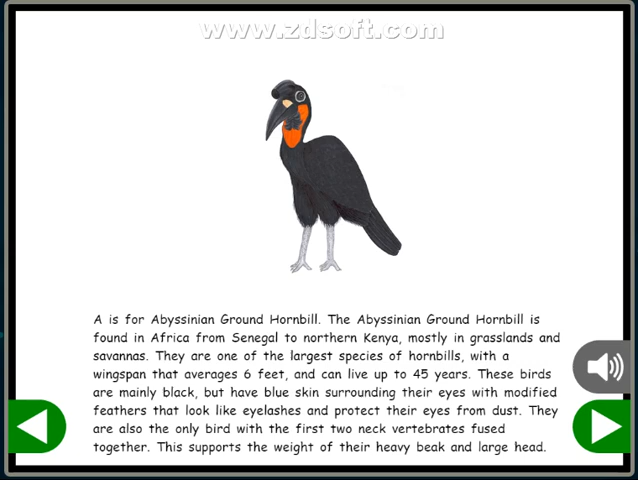 www.zdsoft.com
A is for Abyssinian Ground Hornbill. The Abyssinian Ground Hornbill is
found in Africa from Senegal to northern Kenya, mostly in grasslands and
savannas. They are one of the largest species of hornbills, with a
wingspan that averages 6 feet, and can live up to 45 years. These birds
are mainly black, but have blue skin surrounding their eyes with modified
feathers that look like eyelashes and protect their eyes from dust. They
are also the only bird with the first two neck vertebrates fused
together. This supports the weight of their heavy beak and large head.